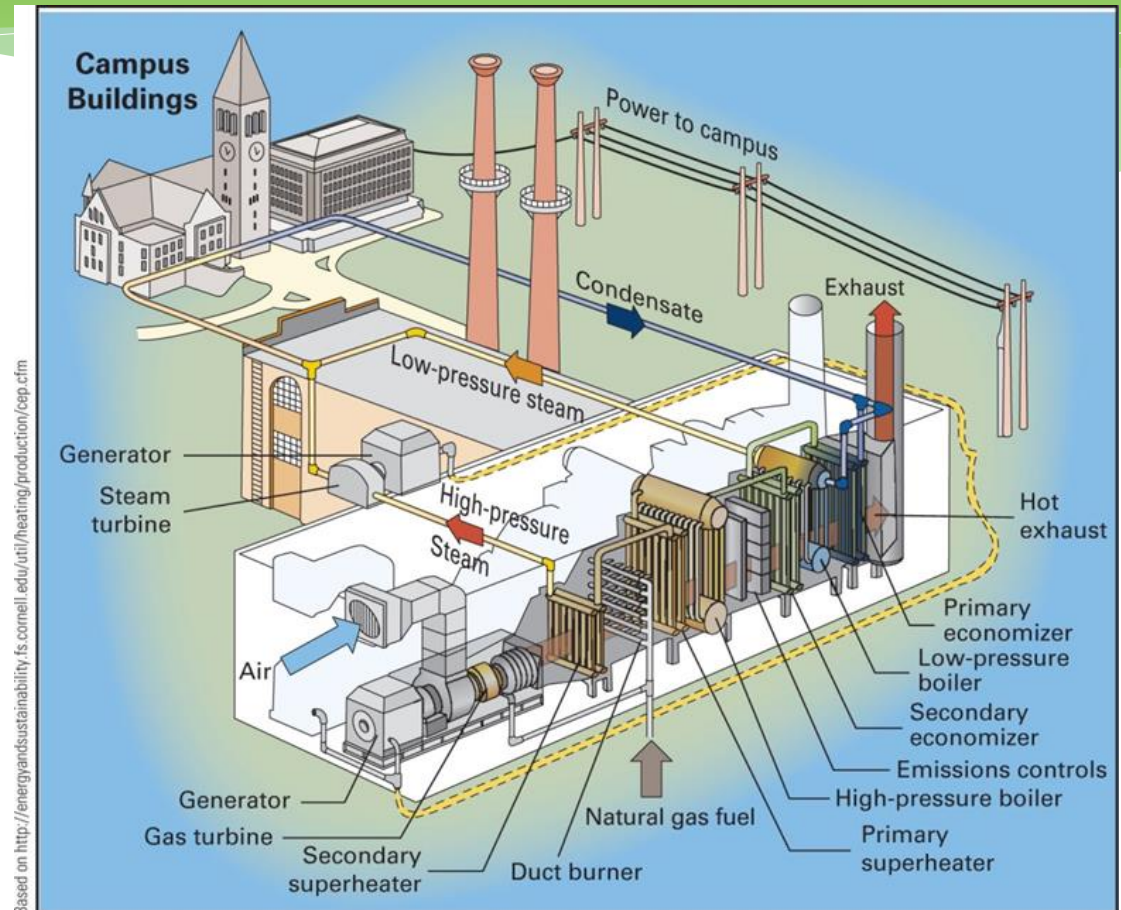 Campus
Buildings
Power to campus
Exhaust
Condensate
Low-pressure steam
Generator
Steam
turbine
High-pressure
Steam
Hot
exhaust
Air
Primary
economizer
Low-pressure
boiler
Secondary
economizer
Emissions controls
High-pressure boiler
Primary
superheater
Natural gas fuel
Generator
Gas turbine
Secondary
superheater
Duct burner
Based on http://energyandsustainability.fs.cornell.edu/util/heating/production/cep.cfm